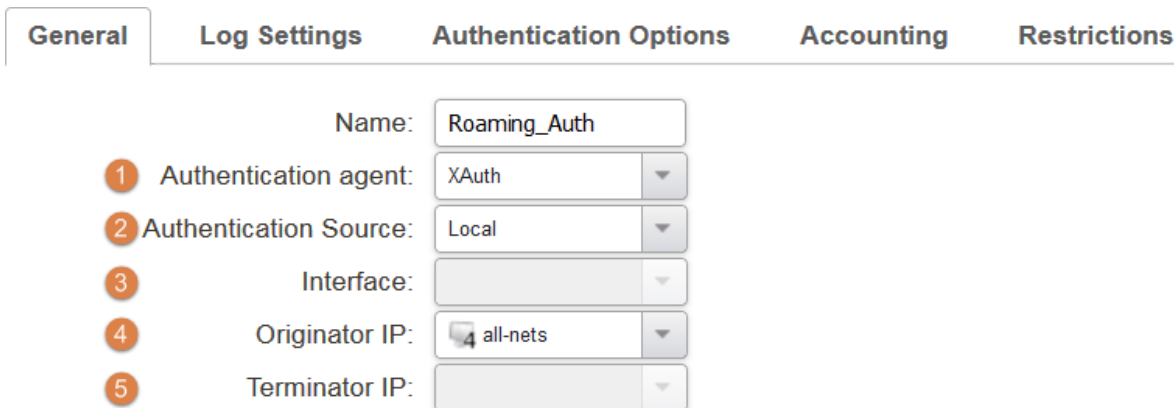 General Log Settings Authentication Options Accounting Restrictions
Name: Roaming_Auth
1 Authentication agent: XAuth
2 Authentication Source: Local
3 Interface:
4 Originator IP: 4 all-nets
5 Terminator IP: